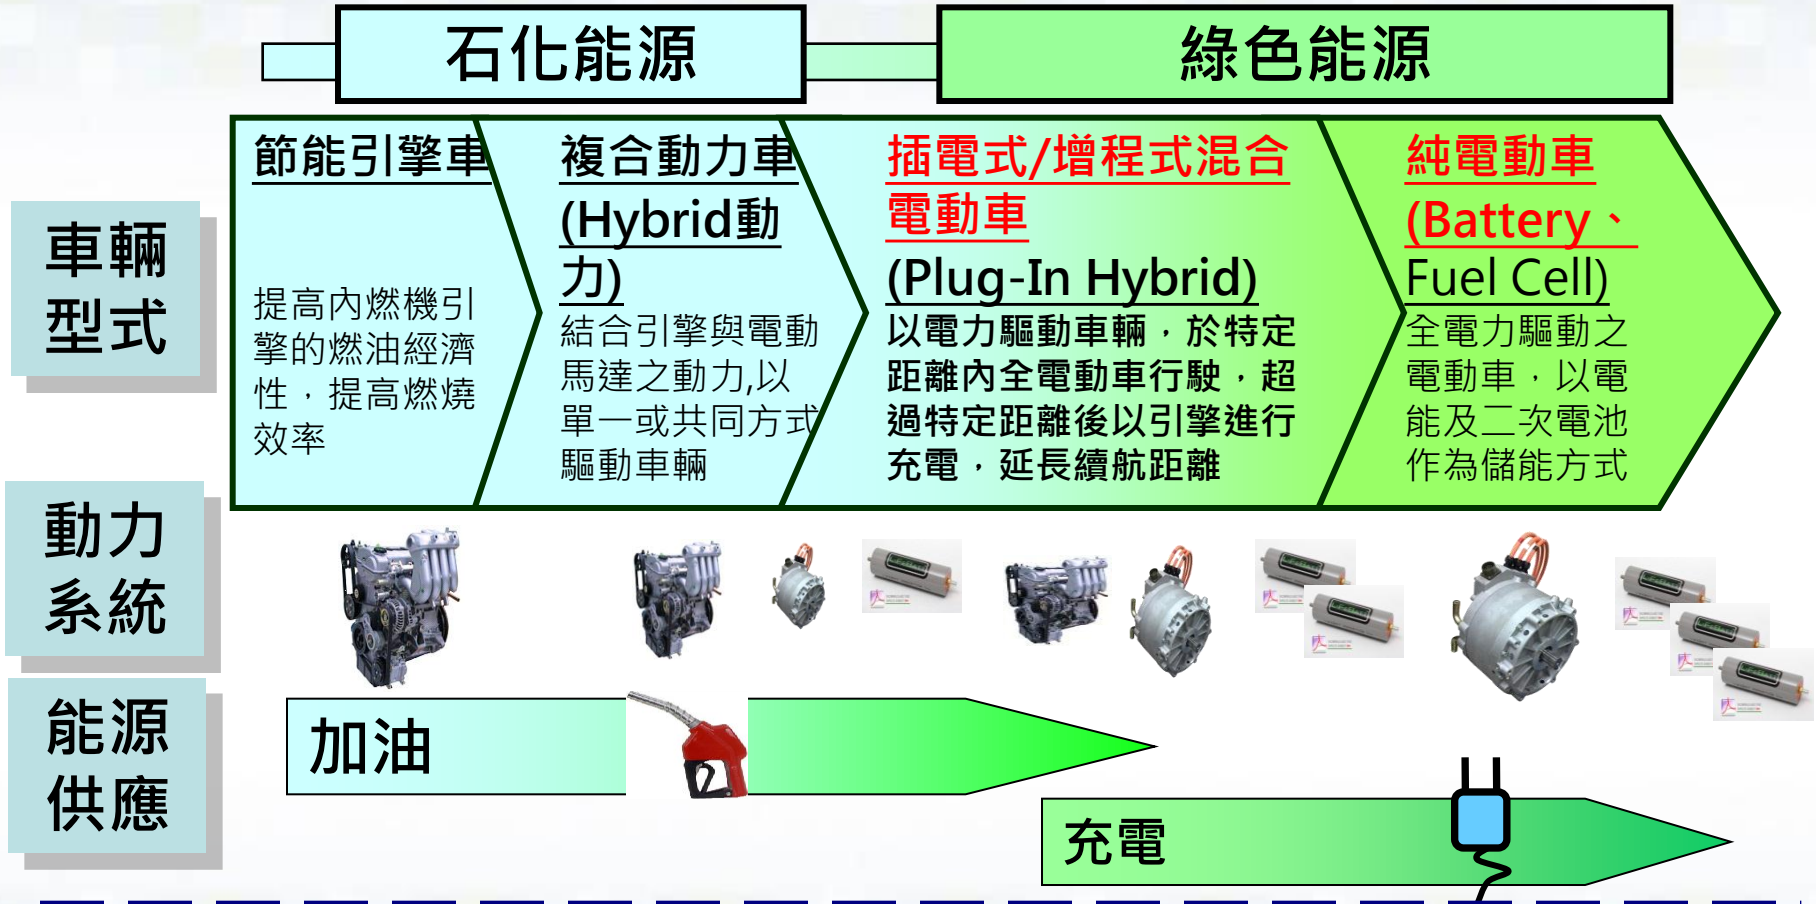 石化能源
綠色能源
車輛
型式
節能引擎車
提高內燃機引
擎的燃油經濟
性，提高燃燒
效率
複合動力車
(Hybrid動
力)
結合引擎與電動
馬達之動力,以
單一或共同方式
驅動車輛
插電式/增程式混合
電動車
(Plug-In Hybrid)
以電力驅動車輛，於特定
距離內全電動車行駛，超
過特定距離後以引擎進行
充電，延長續航距離
純電動車
(Battery、
Fuel Cell)
全電力驅動之
電動車，以電
能及二次電池
作為儲能方式
動力
系統
能源
供應
加油
充電